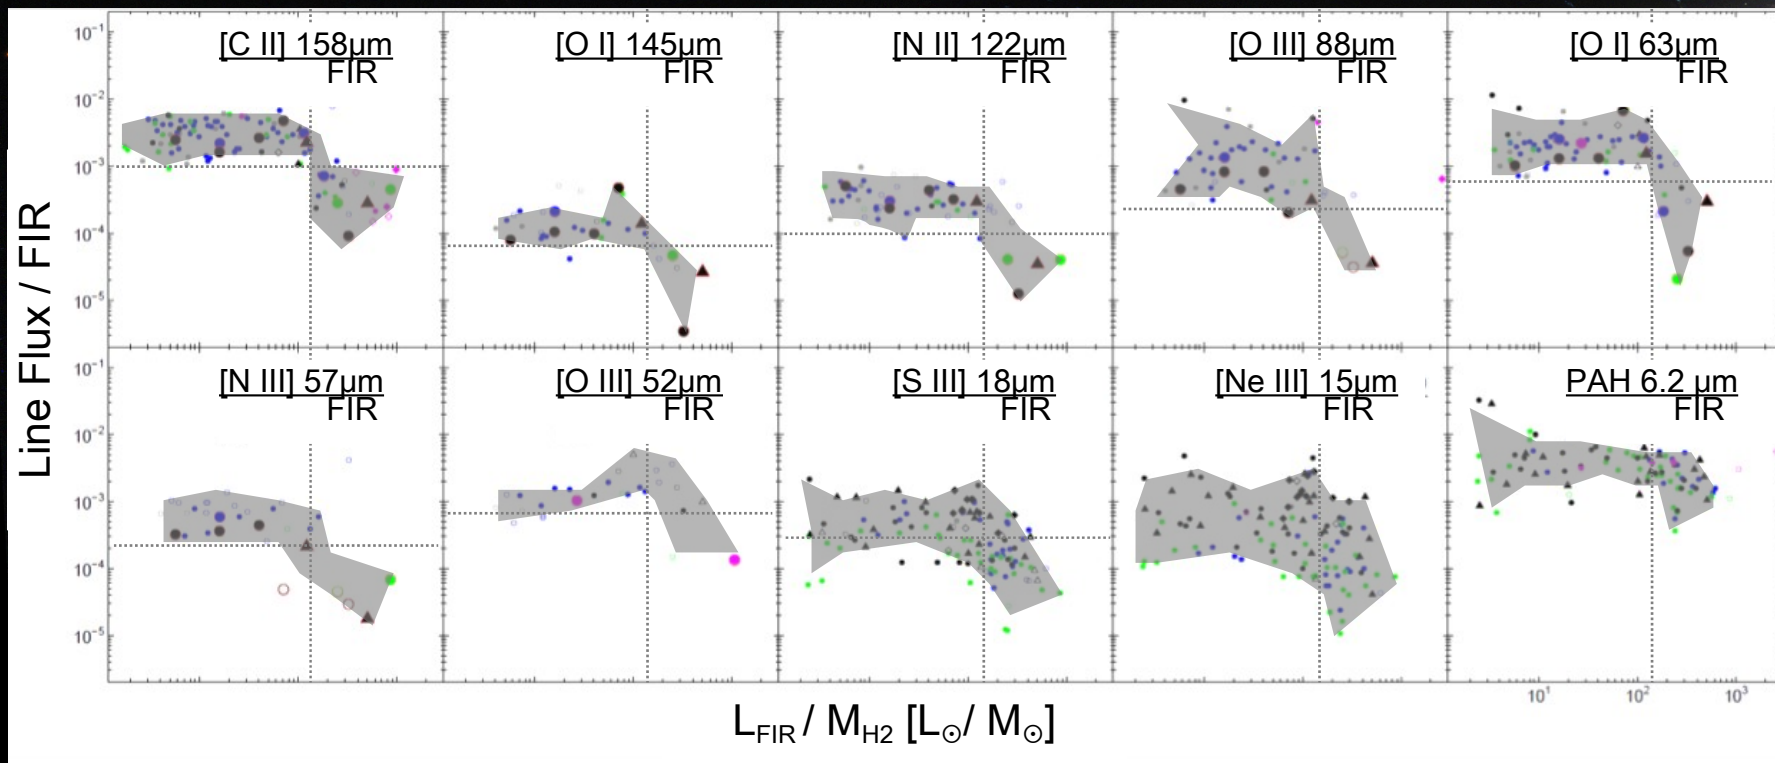 [C II] 158μm
FIR
[O I] 145μm
FIR
[N II] 122μm
FIR
[O III] 88μm
FIR
[O I] 63μm
FIR
10⁻¹
10⁻²
10⁻³
10⁻⁴
10⁻⁵
Line Flux / FIR
[N III] 57μm
FIR
[O III] 52μm
FIR
[S III] 18μm
FIR
[Ne III] 15μm
FIR
PAH 6.2 μm
FIR
10⁻¹
10⁻²
10⁻³
10⁻⁴
10⁻⁵
10¹ 10² 10³
L_FIR / M_H2 [L⊙/ M⊙]